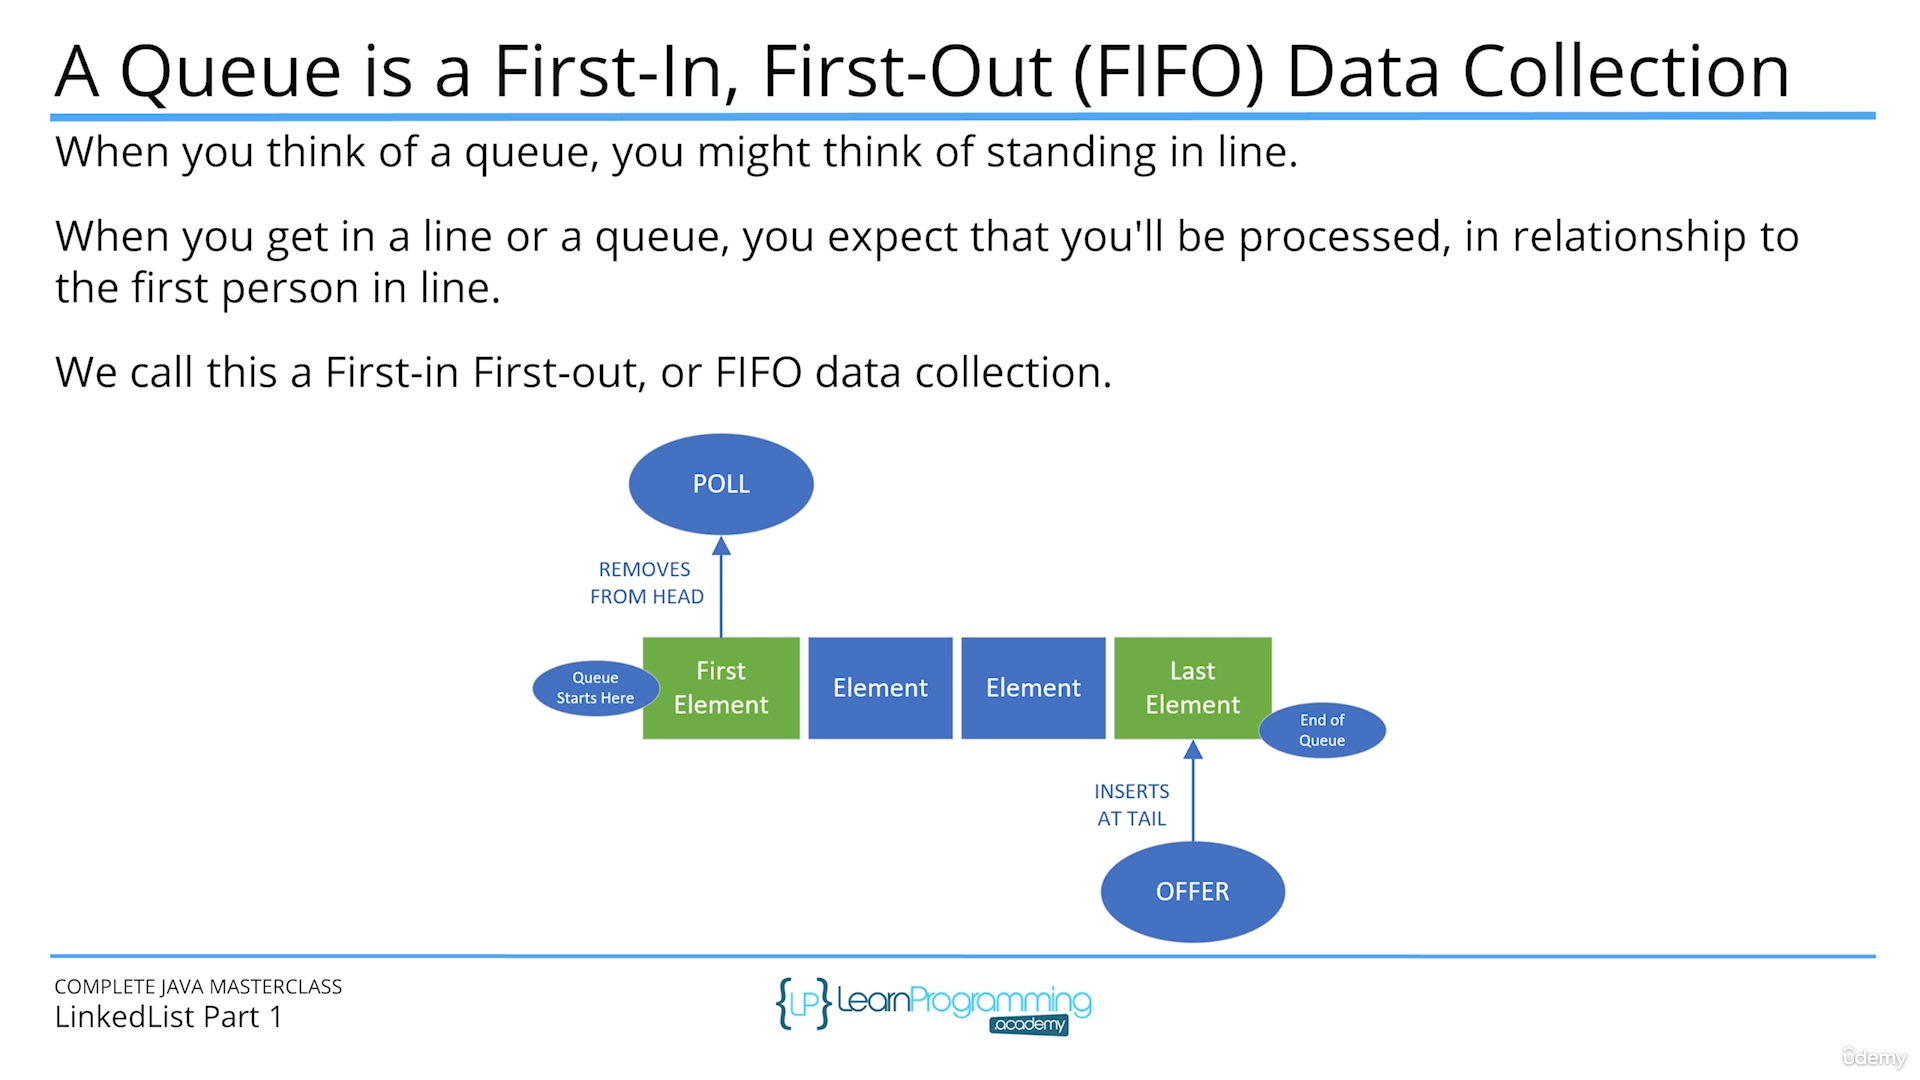 A Queue is a First-In, First-Out (FIFO) Data Collection
When you think of a queue, you might think of standing in line.
When you get in a line or a queue, you expect that you'll be processed, in relationship to
the first person in line.
We call this a First-in First-out, or FIFO data collection.
POLL
REMOVES
FROM HEAD
Queue
Starts Here
First
Element
Element
Element
Last
Element
End of
Queue
INSERTS
AT TAIL
OFFER
COMPLETE JAVA MASTERCLASS
LinkedList Part 1
{LP} LearnProgramming
.academy
ûdemy